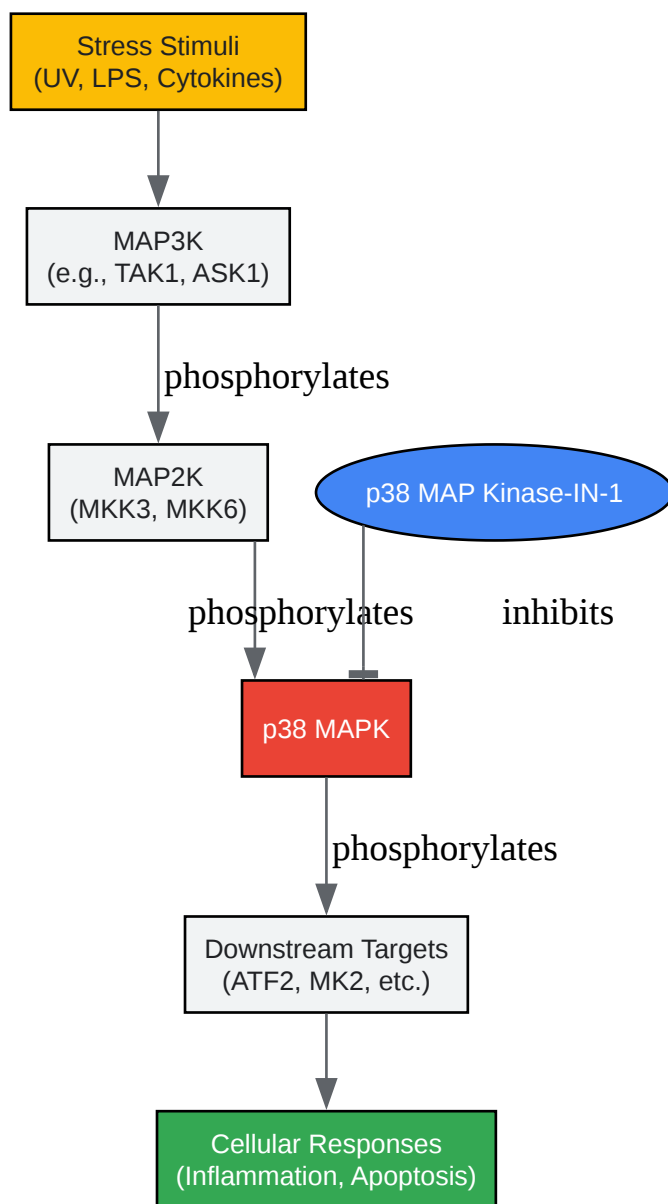 Stress Stimuli
(UV, LPS, Cytokines)
MAP3K
(e.g., TAK1, ASK1)
phosphorylates
MAP2K
(MKK3, MKK6)
p38 MAP Kinase-IN-1
phosphorylates
inhibits
p38 MAPK
phosphorylates
Downstream Targets
(ATF2, MK2, etc.)
Cellular Responses
(Inflammation, Apoptosis)